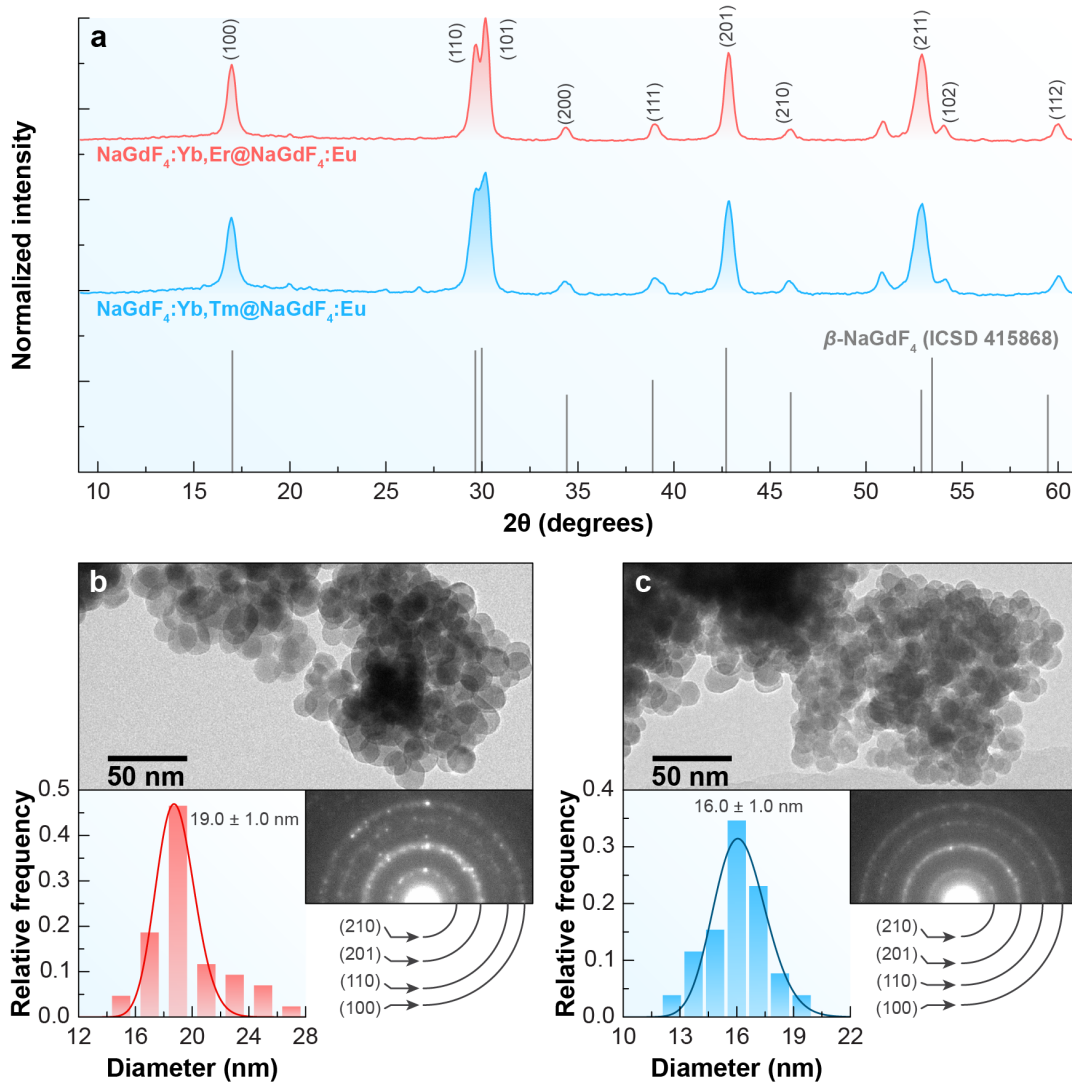 a
(100)
(110)
(101)
(200)
(111)
(201)
(210)
(211)
(102)
(112)
Normalized intensity
NaGdF₄:Yb,Er@NaGdF₄:Eu
NaGdF₄:Yb,Tm@NaGdF₄:Eu
β-NaGdF₄ (ICSD 415868)
10 15 20 25 30 35 40 45 50 55 60
2θ (degrees)
b
50 nm
Relative frequency
0.5
0.4
0.3
0.2
0.1
0.0
19.0 ± 1.0 nm
12 16 20 24 28
Diameter (nm)
(210)
(201)
(110)
(100)
c
50 nm
Relative frequency
0.4
0.3
0.2
0.1
0.0
16.0 ± 1.0 nm
10 13 16 19 22
Diameter (nm)
(210)
(201)
(110)
(100)